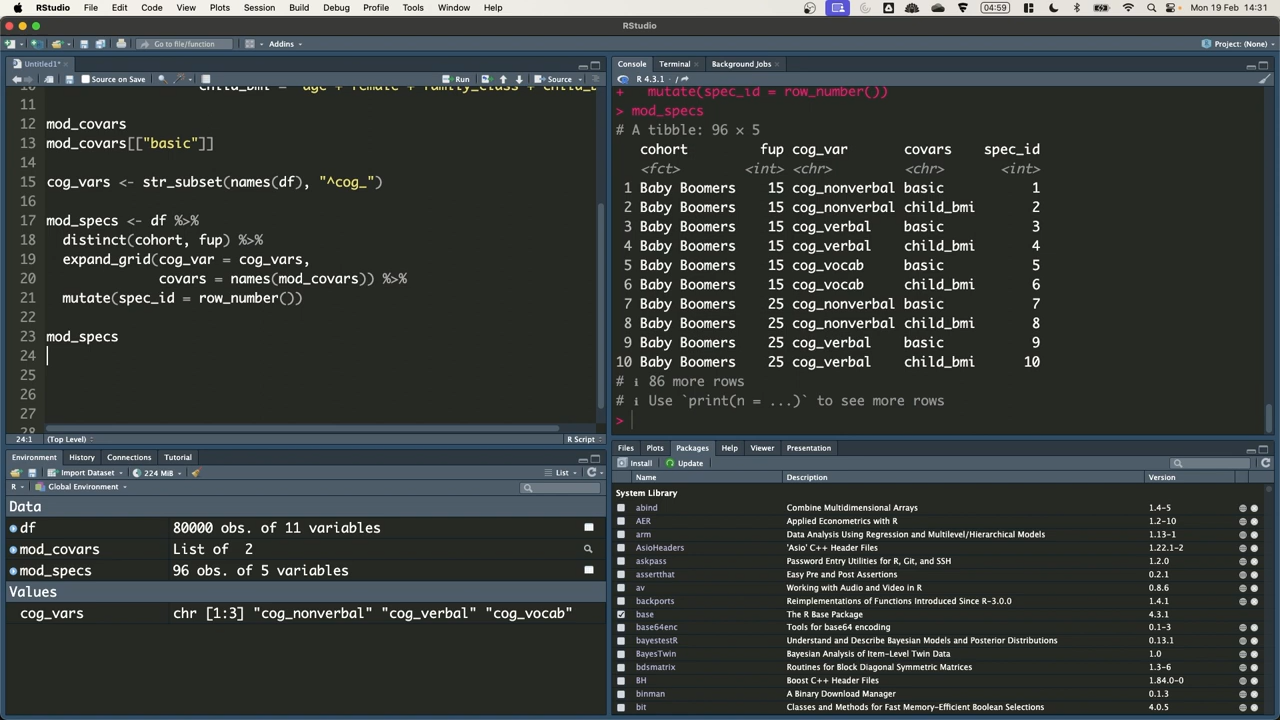 File Edit Code View Plots Session Build Debug Profile Tools Window Help 04:59 Mon 19 Feb 14:31
RStudio
Go to file/function Addins Project: (None)
Untitled1*
Source on Save Run Source
11
12 mod_covars
13 mod_covars[["basic"]]
14
15 cog_vars <- str_subset(names(df), "^cog_")
16
17 mod_specs <- df %>%
18 distinct(cohort, fup) %>%
19 expand_grid(cog_var = cog_vars,
20 covars = names(mod_covars)) %>%
21 mutate(spec_id = row_number())
22
23 mod_specs
24
25
26
27
24:1 (Top Level) R Script
Console Terminal Background Jobs
R 4.3.1 · ~/
+ mutate(spec_id = row_number())
> mod_specs
# A tibble: 96 × 5
cohort fup cog_var covars spec_id
<fct> <int> <chr> <chr> <int>
1 Baby Boomers 15 cog_nonverbal basic 1
2 Baby Boomers 15 cog_nonverbal child_bmi 2
3 Baby Boomers 15 cog_verbal basic 3
4 Baby Boomers 15 cog_verbal child_bmi 4
5 Baby Boomers 15 cog_vocab basic 5
6 Baby Boomers 15 cog_vocab child_bmi 6
7 Baby Boomers 25 cog_nonverbal basic 7
8 Baby Boomers 25 cog_nonverbal child_bmi 8
9 Baby Boomers 25 cog_verbal basic 9
10 Baby Boomers 25 cog_verbal child_bmi 10
# ℹ 86 more rows
# ℹ Use `print(n = ...)` to see more rows
>
Environment History Connections Tutorial
Import Dataset 224 MiB List
R Global Environment
Data
df 80000 obs. of 11 variables
mod_covars List of 2
mod_specs 96 obs. of 5 variables
Values
cog_vars chr [1:3] "cog_nonverbal" "cog_verbal" "cog_vocab"
Files Plots Packages Help Viewer Presentation
Install Update
Name Description Version
System Library
abind Combine Multidimensional Arrays 1.4-5
AER Applied Econometrics with R 1.2-10
arm Data Analysis Using Regression and Multilevel/Hierarchical Models 1.13-1
AsioHeaders 'Asio' C++ Header Files 1.22.1-2
askpass Password Entry Utilities for R, Git, and SSH 1.2.0
assertthat Easy Pre and Post Assertions 0.2.1
av Working with Audio and Video in R 0.8.6
backports Reimplementations of Functions Introduced Since R-3.0.0 1.4.1
base The R Base Package 4.3.1
base64enc Tools for base64 encoding 0.1-3
bayestestR Understand and Describe Bayesian Models and Posterior Distributions 0.13.1
BayesTwin Bayesian Analysis of Item-Level Twin Data 1.0
bdsmatrix Routines for Block Diagonal Symmetric Matrices 1.3-6
BH Boost C++ Header Files 1.84.0-0
binman A Binary Download Manager 0.1.3
bit Classes and Methods for Fast Memory-Efficient Boolean Selections 4.0.5